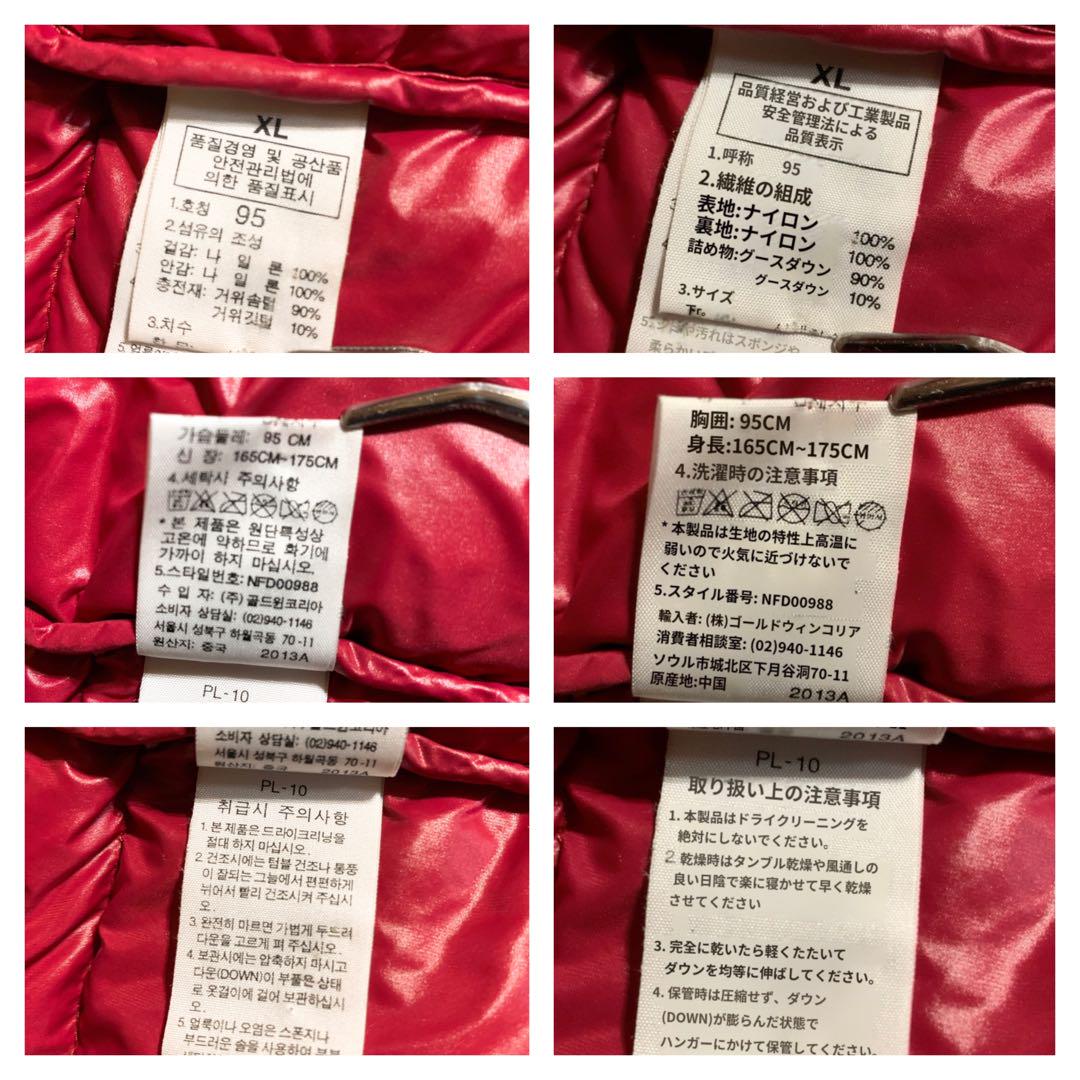 XL
품질경영 및 공산품
안전관리법에
의한 품질표시
1.호칭 95
2.섬유의 조성
겉감: 나 일 론 100%
안감: 나 일 론 100%
충전재: 거위솜털 90%
거위깃털 10%
3.치수
XL
品質経営および工業製品
安全管理法による
品質表示
1.呼称 95
2.繊維の組成
表地:ナイロン 100%
裏地:ナイロン 100%
詰め物:グースダウン 90%
グースダウン 10%
3.サイズ
下r。
や汚れはスポンジや
가슴둘레: 95 CM
신 장: 165CM~175CM
4.세탁시 주의사항
* 본 제품은 원단특성상
고온에 약하므로 화기에
가까이 하지 마십시오.
5.스타일번호: NFD00988
수 입 자: (주)골드윈코리아
소비자 상담실: (02)940-1146
서울시 성북구 하월곡동 70-11
원산지: 중국 2013A
PL-10
胸囲: 95CM
身長:165CM~175CM
4.洗濯時の注意事項
*本製品は生地の特性上高温に
弱いので火気に近づけないで
ください
5.スタイル番号: NFD00988
輸入者: (株)ゴールドウィンコリア
消費者相談室: (02)940-1146
ソウル市城北区下月谷洞70-11
原産地:中国 2013A
소비자 상담실: (02)940-1146
서울시 성북구 하월곡동 70-11
2013A
PL-10
취급시 주의사항
1. 본 제품은 드라이크리닝을
절대 하지 마십시오.
2. 건조시에는 텀블 건조나 통풍
이 잘되는 그늘에서 편편하게
뉘어서 빨리 건조시켜 주십시
오.
3. 완전히 마르면 가볍게 두드려
다운을 고르게 펴 주십시오.
4. 보관시에는 압축하지 마시고
다운(DOWN)이 부풀은 상태
로 옷걸이에 걸어 보관하십시
오.
5. 얼룩이나 오염은 스폰지나
부드러운 솔을 사용하여 부분
2013A
PL-10
取り扱い上の注意事項
1. 本製品はドライクリーニングを
絶対にしないでください。
2. 乾燥時はタンブル乾燥や風通しの
良い日陰で楽に寝かせて早く乾燥
させてください
3. 完全に乾いたら軽くたたいて
ダウンを均等に伸ばしてください。
4. 保管時は圧縮せず、ダウン
(DOWN)が膨らんだ状態で
ハンガーにかけて保管してください。